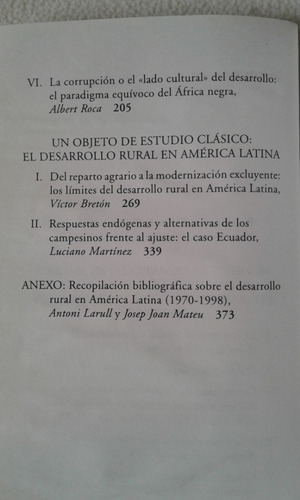 VI. La corrupción o el «lado cultural» del desarrollo:
el paradigma equívoco del África negra,
Albert Roca 205
UN OBJETO DE ESTUDIO CLÁSICO:
EL DESARROLLO RURAL EN AMÉRICA LATINA
I. Del reparto agrario a la modernización excluyente:
los límites del desarrollo rural en América Latina,
Víctor Bretón 269
II. Respuestas endógenas y alternativas de los
campesinos frente al ajuste: el caso Ecuador,
Luciano Martínez 339
ANEXO: Recopilación bibliográfica sobre el desarrollo
rural en América Latina (1970-1998),
Antoni Larull y Josep Joan Mateu 373